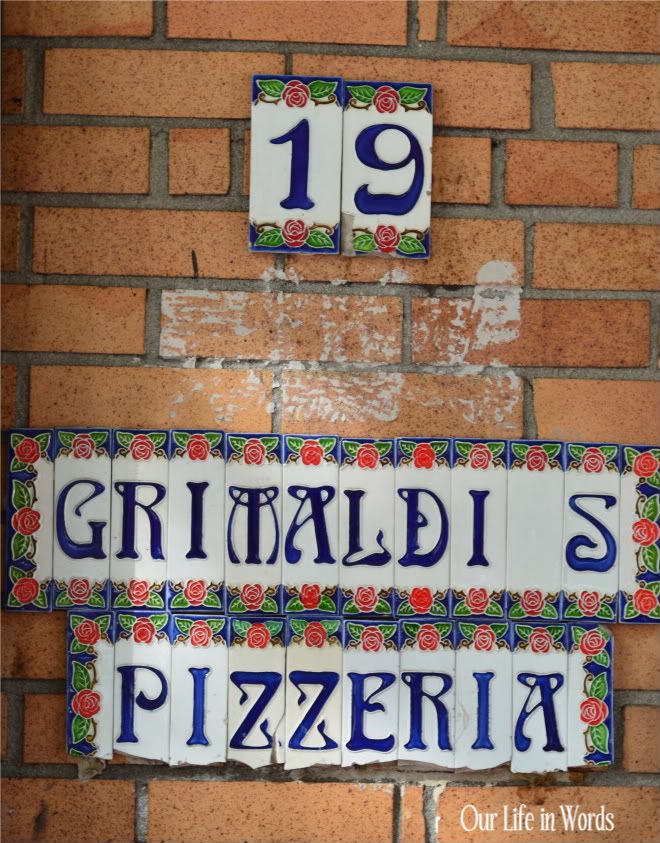 19
GRIMALDI S
PIZZERIA
Our Life in Words